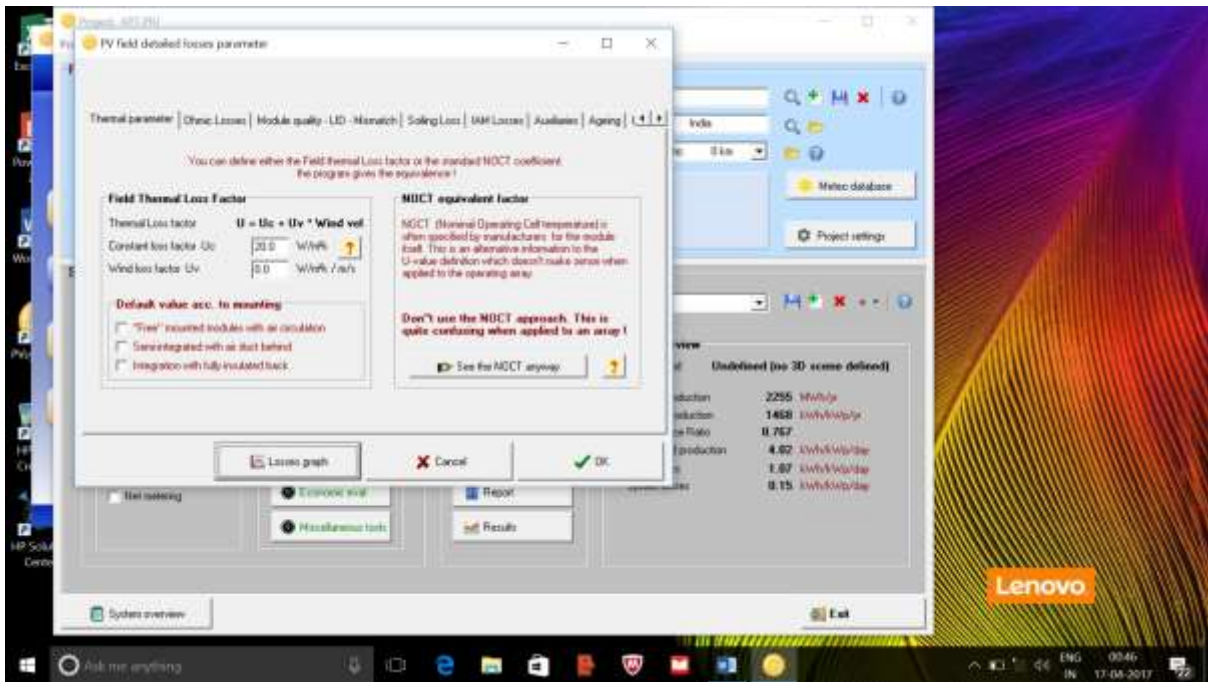 PV field detailed losses parameter
Thermal parameter
Ohmic Losses
Module quality - LID - Mismatch
Soiling Loss
IAM Losses
Auxiliaries
Ageing
You can define either the Field thermal Loss factor or the standard NOCT coefficient:
the program gives the equivalence !
Field Thermal Loss Factor
Thermal Loss factor U = Uc + Uv * Wind vel
Constant loss factor Uc 20.0 W/m²k ?
Wind loss factor Uv 0.0 W/m²k / m/s
Default value acc. to mounting
"Free" mounted modules with air circulation
Semi-integrated with air duct behind
Integration with fully insulated back
NOCT equivalent factor
NOCT (Nominal Operating Cell temperature) is
often specified by manufacturers for the module
itself. This is an alternative information to the
U-value definition which doesn't make sense when
applied to the operating array.
Don't use the NOCT approach. This is
quite confusing when applied to an array !
See the NOCT anyway ?
Losses graph
Cancel
OK
India
0 km
Meteo database
Project settings
view
Undefined (no 3D scene defined)
2255 MWh/yr
1468 kWh/kWp/yr
0.767
production 4.02 kWh/kWp/day
1.07 kWh/kWp/day
0.15 kWh/kWp/day
Net metering
Economic eval
Miscellaneous tools
Report
Results
System overview
Exit
Lenovo
HP Solu
Cente
Ask me anything
ENG
IN
00:46
17-04-2017
22